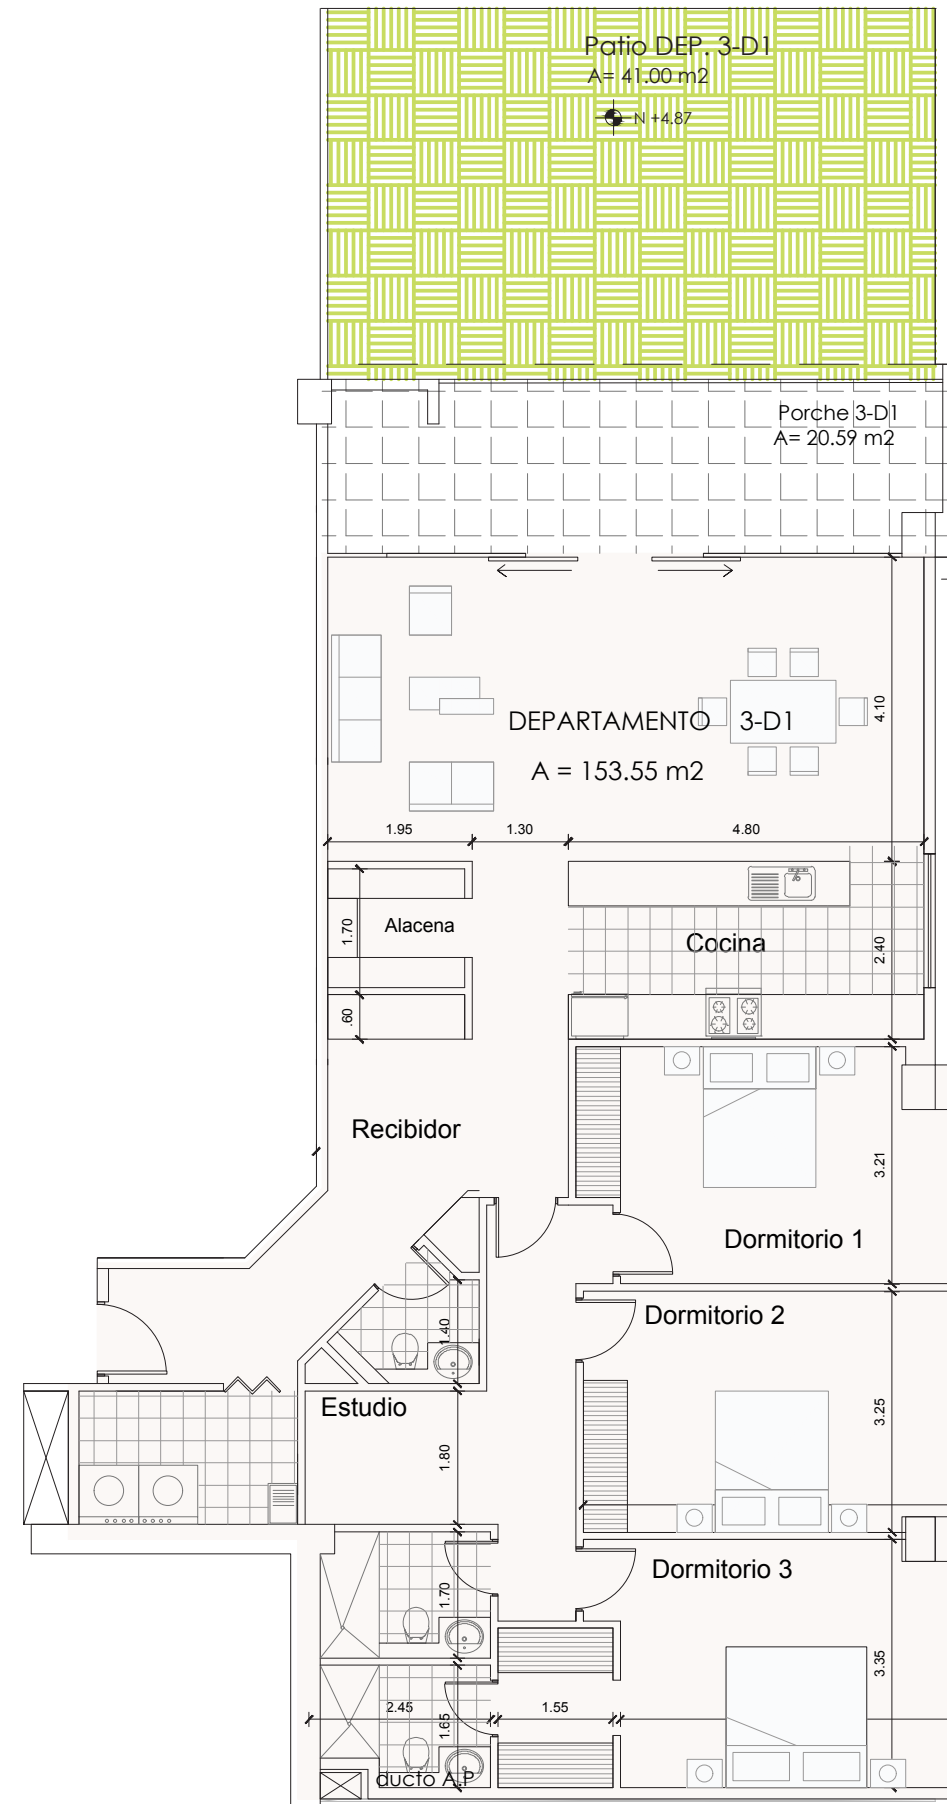 Patio DEP. 3-D1
A= 41.00 m2
N +4.87
Porche 3-D1
A= 20.59 m2
4.10
DEPARTAMENTO 3-D1
A = 153.55 m2
1.95
1.30
4.80
1.70
Alacena
Cocina
2.40
.60
Recibidor
3.21
Dormitorio 1
1.40
Dormitorio 2
Estudio
3.25
1.80
Dormitorio 3
1.70
3.35
2.45
1.65
1.55
ducto A.P